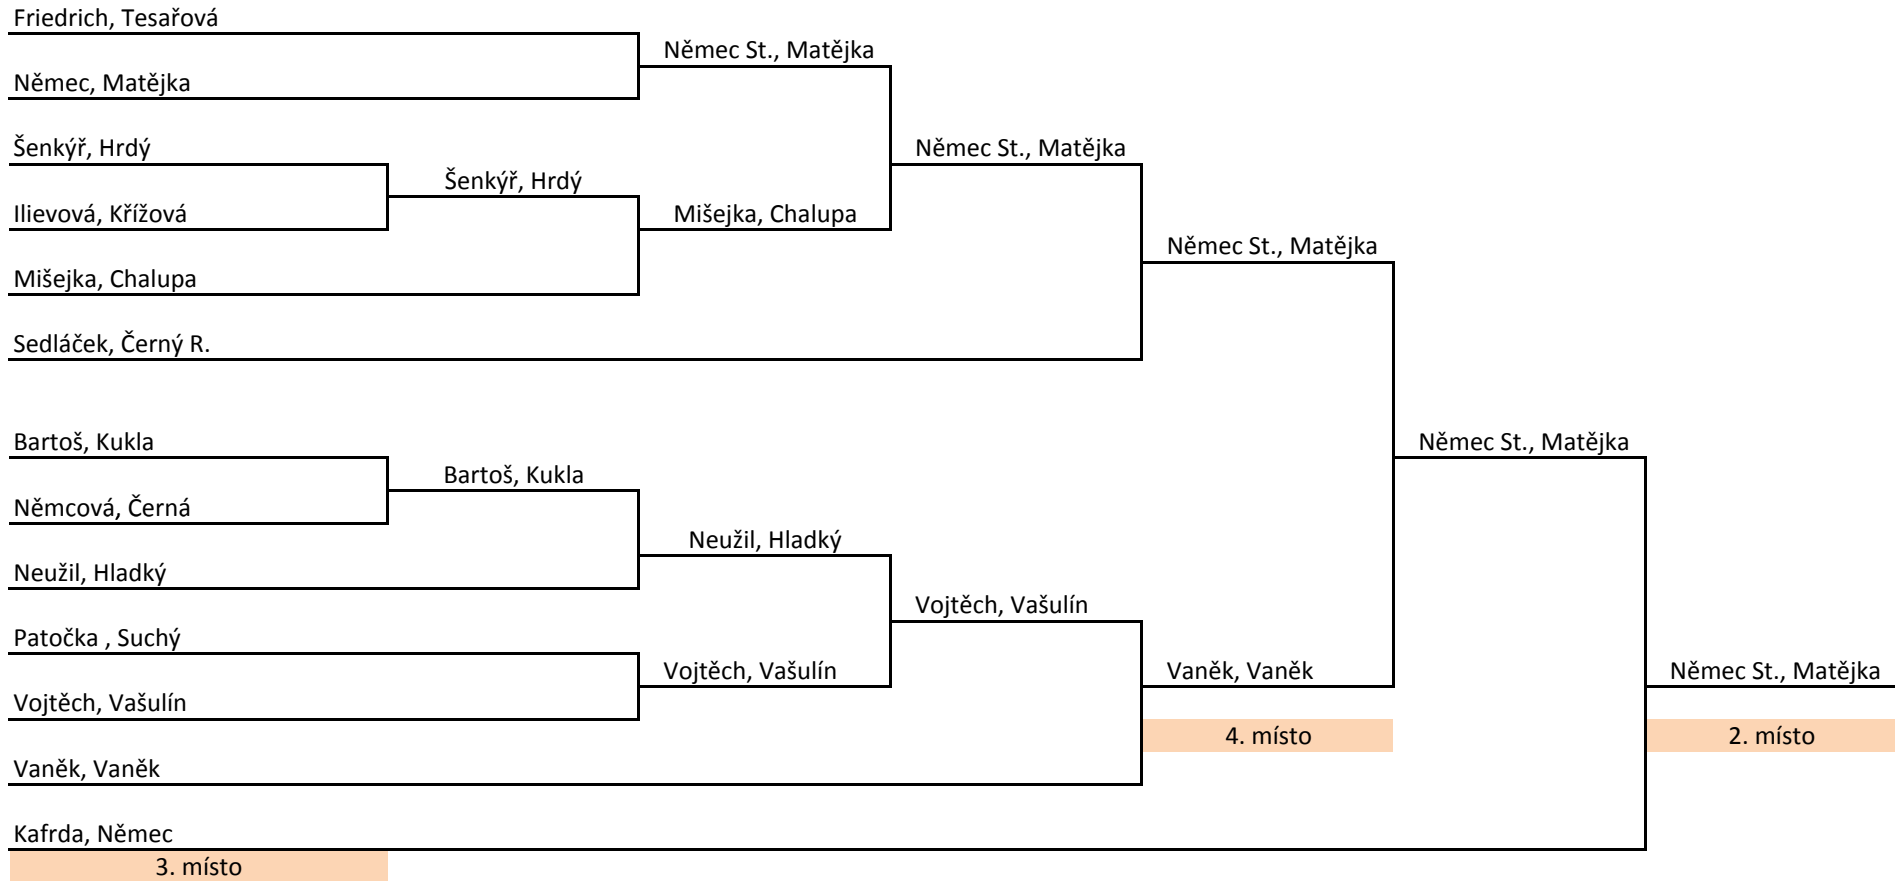 Friedrich, Tesařová
Němec St., Matějka
Němec, Matějka
Šenkýř, Hrdý
Němec St., Matějka
Šenkýř, Hrdý
Ilievová, Křížová
Mišejka, Chalupa
Němec St., Matějka
Mišejka, Chalupa
Sedláček, Černý R.
Bartoš, Kukla
Němec St., Matějka
Bartoš, Kukla
Němcová, Černá
Neužil, Hladký
Neužil, Hladký
Vojtěch, Vašulín
Patočka , Suchý
Vojtěch, Vašulín
Vaněk, Vaněk
Němec St., Matějka
Vojtěch, Vašulín
4. místo
2. místo
Vaněk, Vaněk
Kafrda, Němec
3. místo